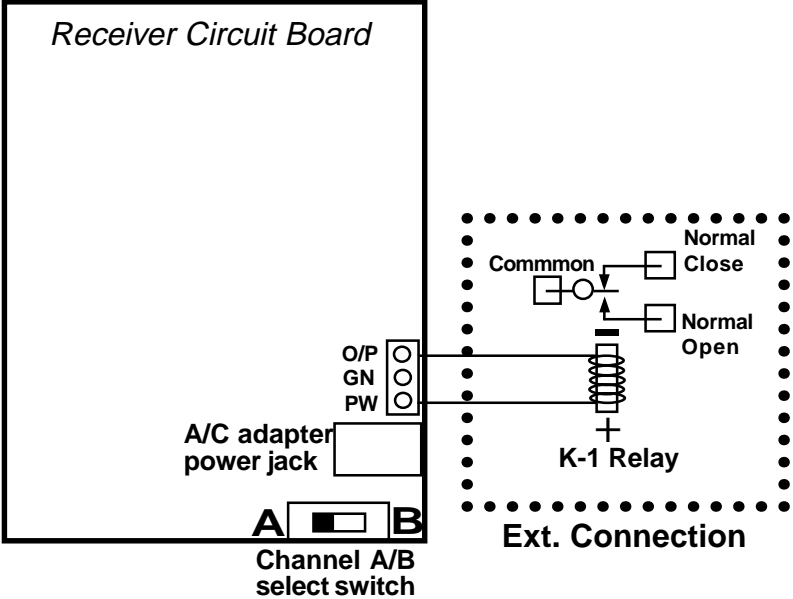 Receiver Circuit Board
Normal
Close
Commmon
Normal
Open
O/P
GN
PW
A/C adapter
power jack
K-1 Relay
A
B
Ext. Connection
Channel A/B
select switch